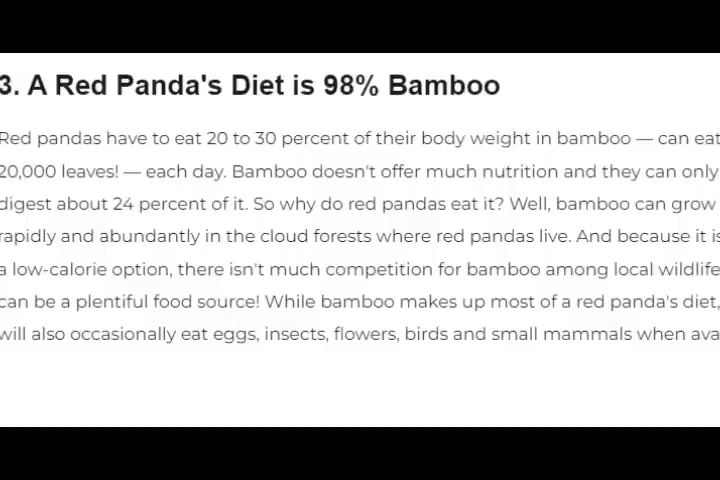 3. A Red Panda's Diet is 98% Bamboo
Red pandas have to eat 20 to 30 percent of their body weight in bamboo — can eat
20,000 leaves! — each day. Bamboo doesn't offer much nutrition and they can only
digest about 24 percent of it. So why do red pandas eat it? Well, bamboo can grow
rapidly and abundantly in the cloud forests where red pandas live. And because it is
a low-calorie option, there isn't much competition for bamboo among local wildlife
can be a plentiful food source! While bamboo makes up most of a red panda's diet,
will also occasionally eat eggs, insects, flowers, birds and small mammals when